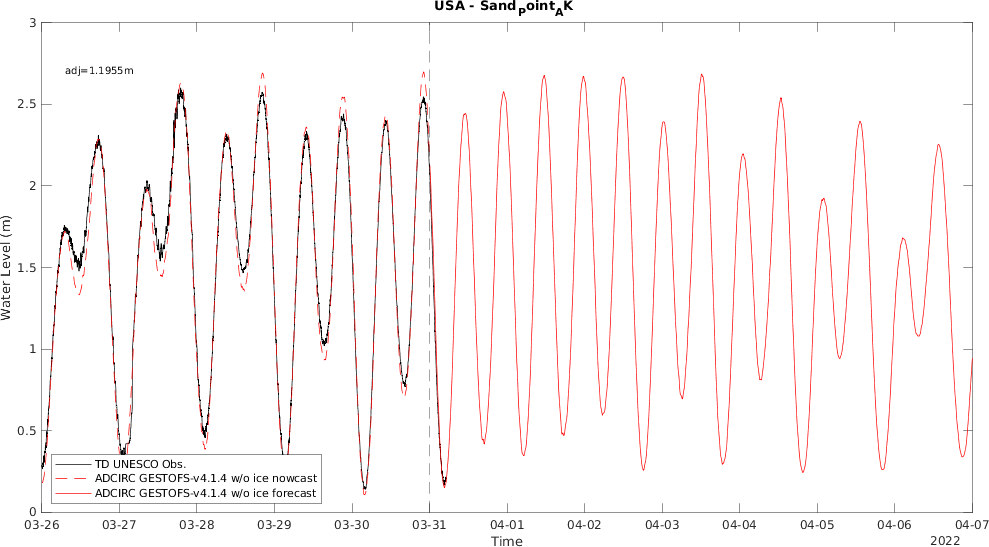 USA - Sand Point AK
adj=1.1955m
3
2.5
2
1.5
1
0.5
0
Water Level (m)
TD UNESCO Obs.
ADCIRC GESTOFS-v4.1.4 w/o ice nowcast
ADCIRC GESTOFS-v4.1.4 w/o ice forecast
03-26 03-27 03-28 03-29 03-30 03-31 04-01 04-02 04-03 04-04 04-05 04-06 04-07
Time
2022